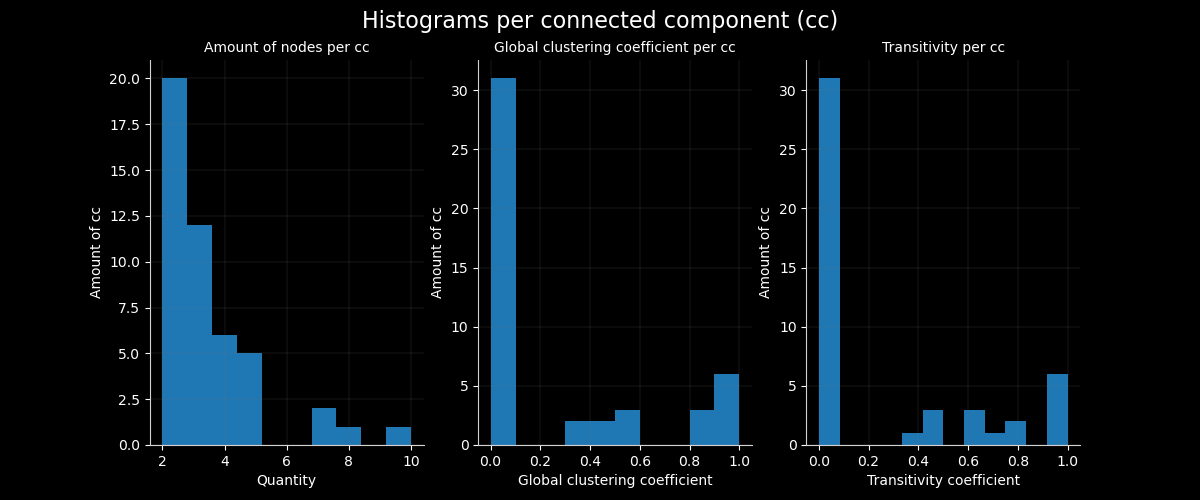 Histograms per connected component (cc)
Amount of nodes per cc
Amount of cc
20.0
17.5
15.0
12.5
10.0
7.5
5.0
2.5
0.0
2 4 6 8 10
Quantity
Global clustering coefficient per cc
Amount of cc
30
25
20
15
10
5
0
0.0 0.2 0.4 0.6 0.8 1.0
Global clustering coefficient
Transitivity per cc
Amount of cc
30
25
20
15
10
5
0
0.0 0.2 0.4 0.6 0.8 1.0
Transitivity coefficient